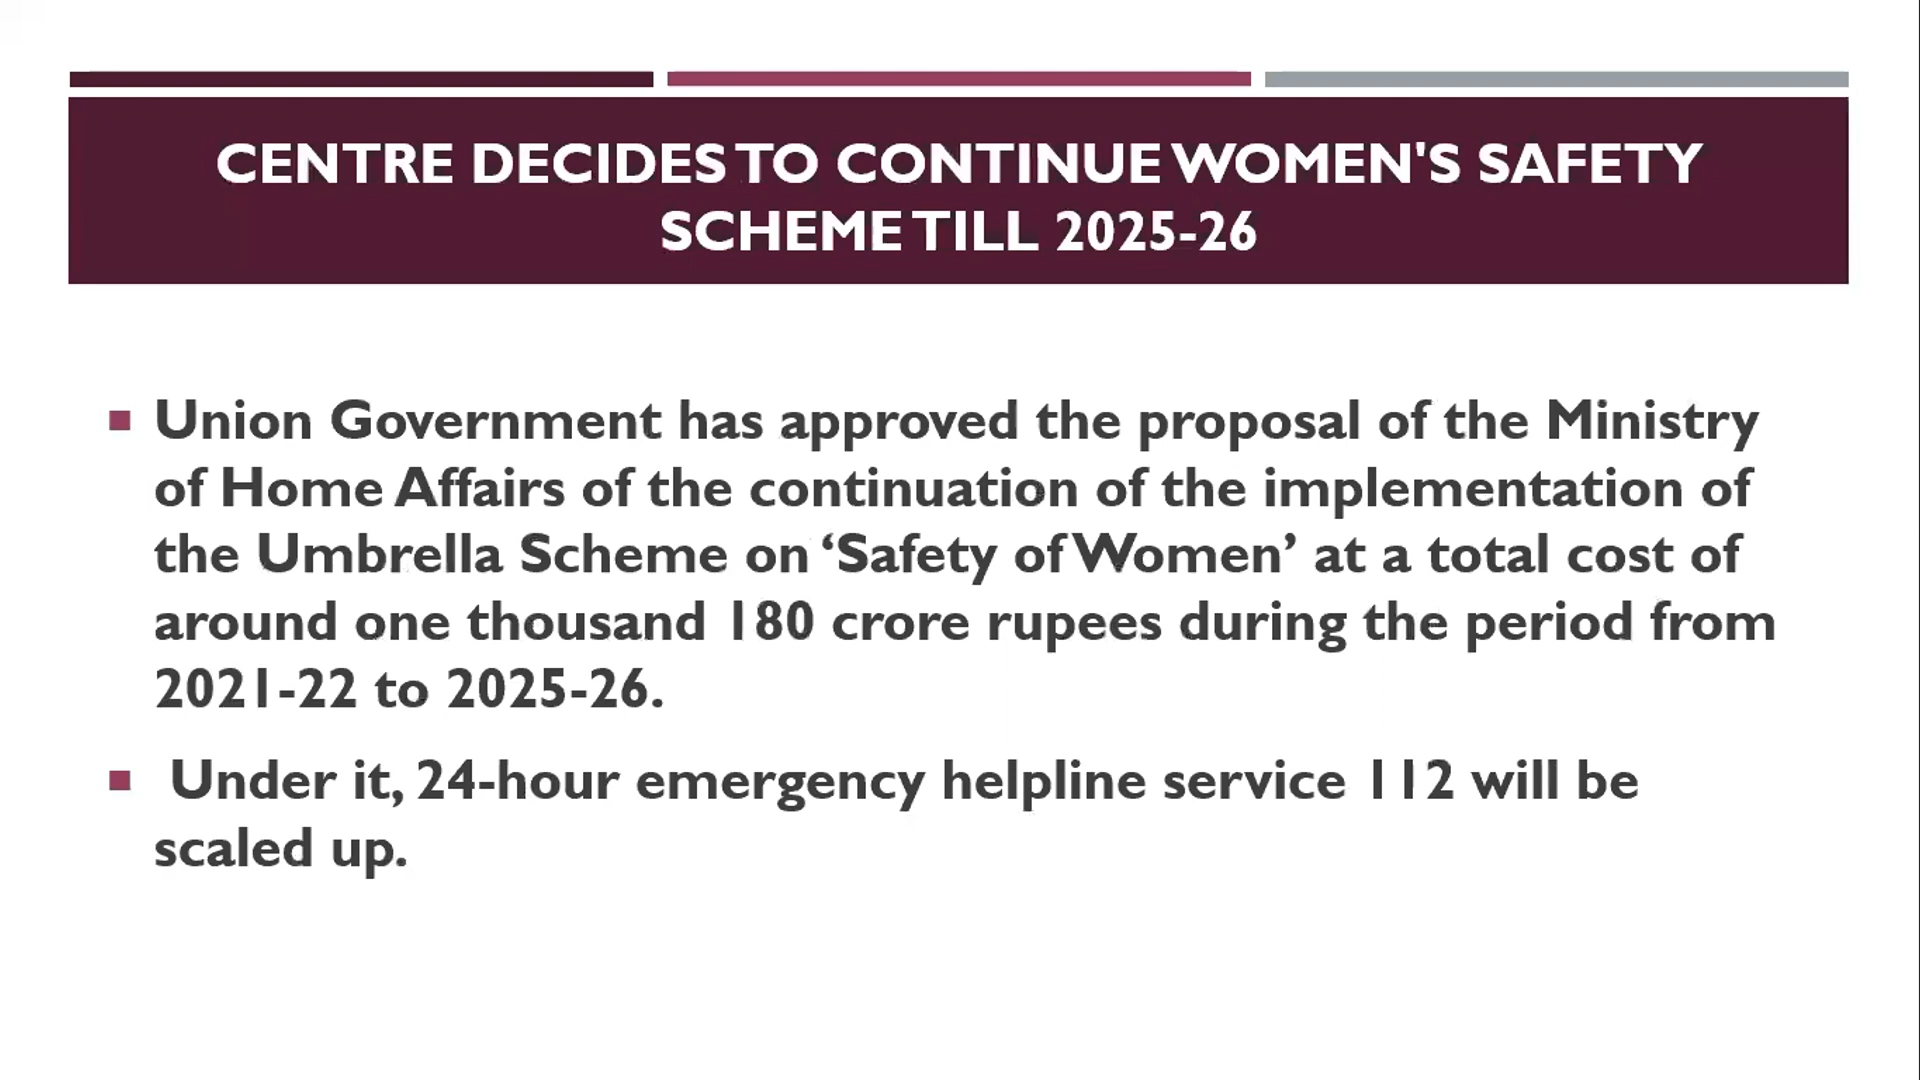 CENTRE DECIDES TO CONTINUE WOMEN'S SAFETY
SCHEME TILL 2025-26
Union Government has approved the proposal of the Ministry
of Home Affairs of the continuation of the implementation of
the Umbrella Scheme on ‘Safety of Women’ at a total cost of
around one thousand 180 crore rupees during the period from
2021-22 to 2025-26.
Under it, 24-hour emergency helpline service 112 will be
scaled up.